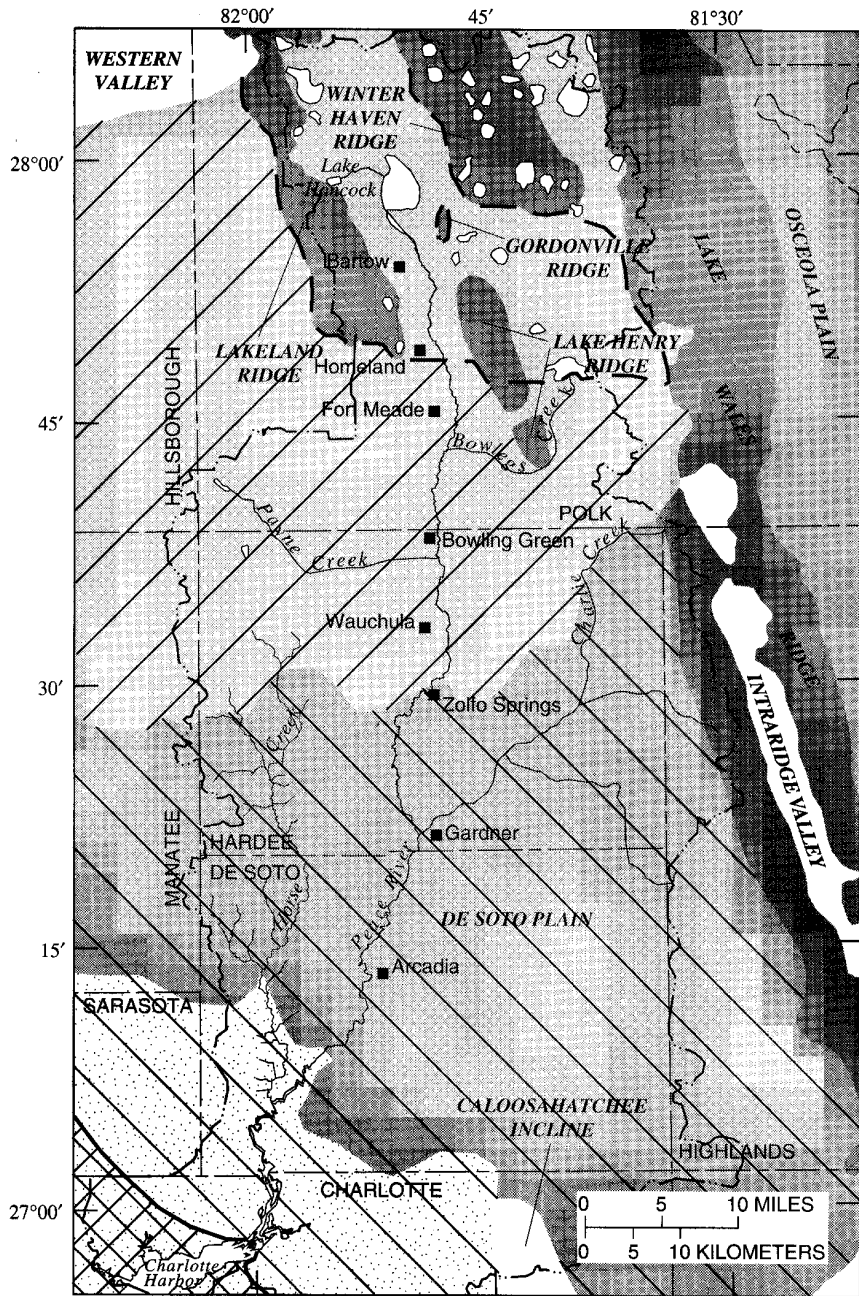 82°00′ 45′ 81°30′
WESTERN
VALLEY
WINTER
HAVEN
RIDGE
28°00′
Lake
Hancock
GORDONVILLE
RIDGE
LAKE
OSCEOLA PLAIN
Bartow
LAKELAND
RIDGE
LAKE HENRY
RIDGE
Homeland
HILLSBOROUGH
45′
Fort Meade
WALES
Bowlegs
Creek
POLK
Payne
Creek
Bowling Green
Charlie
Creek
Wauchula
RIDGE
30′
Zolfo Springs
INTRARIDGE VALLEY
Horse
Creek
MANATEE
HARDEE
DE SOTO
Gardner
Peace River
DE SOTO PLAIN
15′
Arcadia
SARASOTA
CALOOSAHATCHEE
INCLINE
HIGHLANDS
CHARLOTTE
27°00′
0 5 10 MILES
0 5 10 KILOMETERS
Charlotte
Harbor